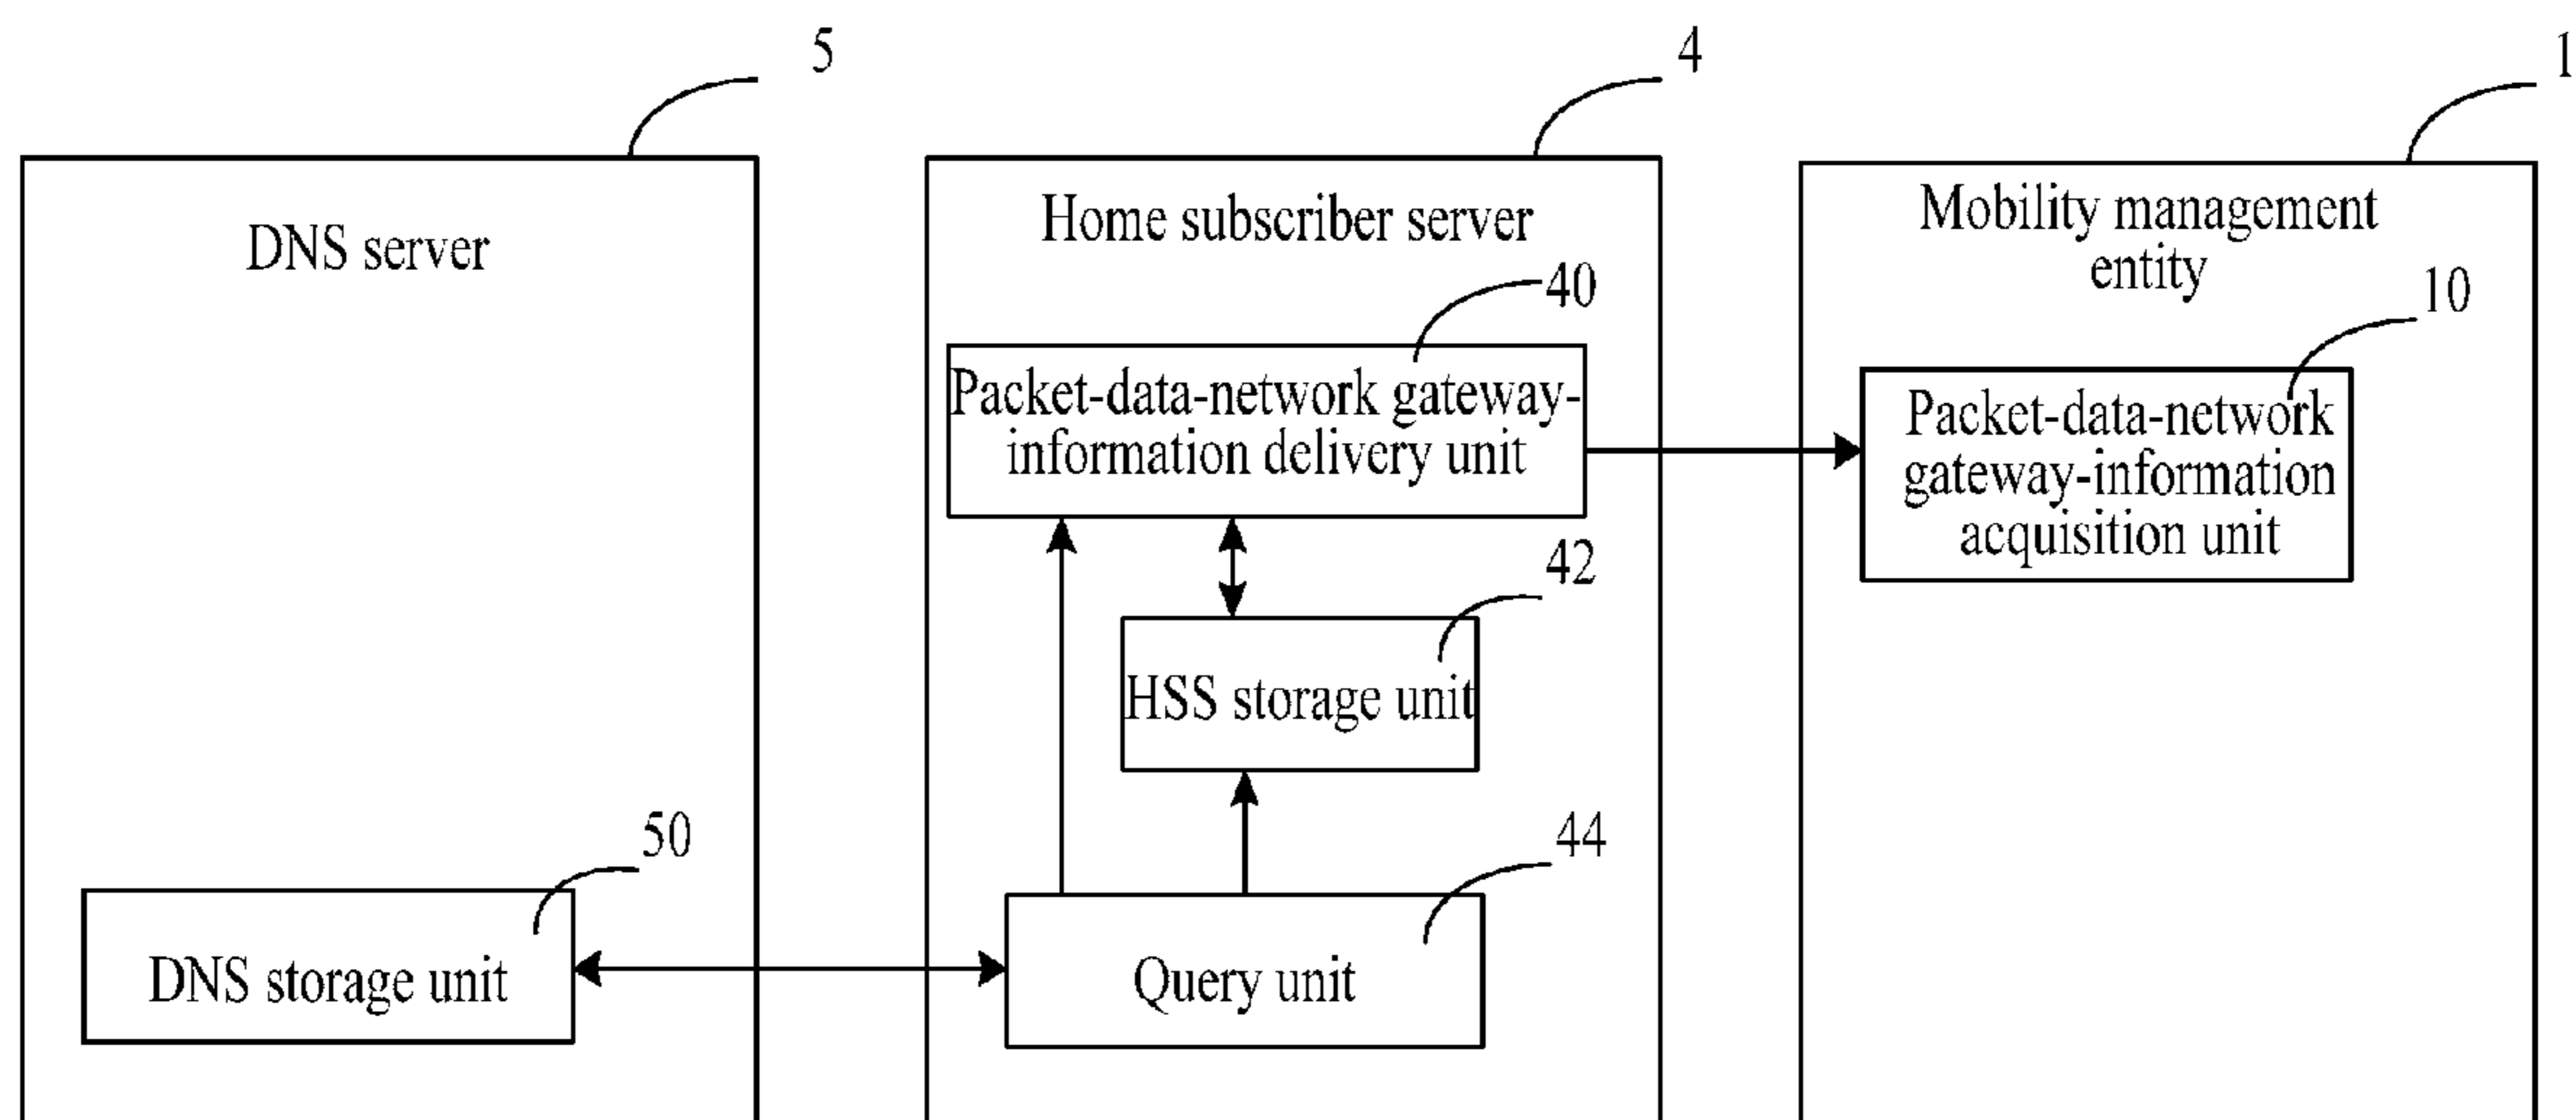 5
4
1
DNS server
Home subscriber server
Mobility management
entity
40
10
Packet-data-network gateway-
information delivery unit
Packet-data-network
gateway-information
acquisition unit
42
HSS storage unit
50
44
DNS storage unit
Query unit